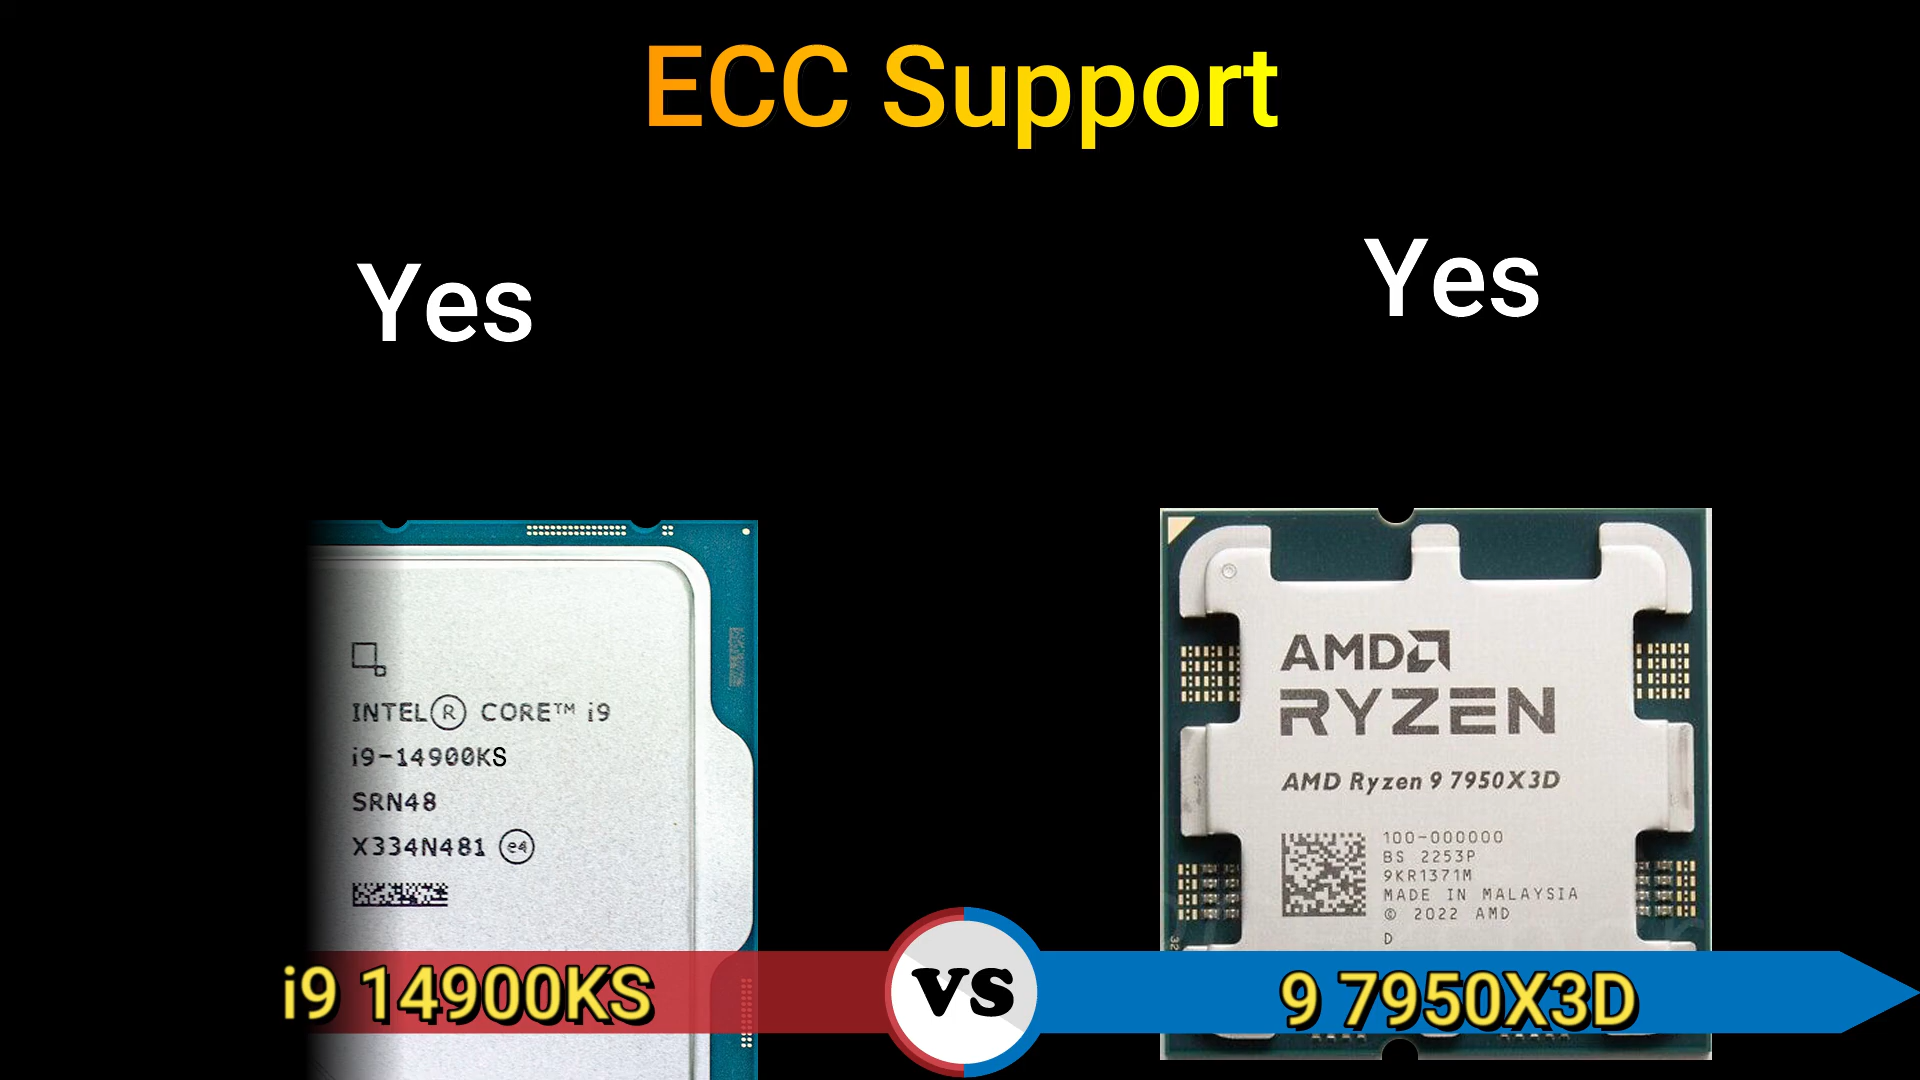 ECC Support
Yes
Yes
INTEL® CORE™ i9
i9-14900KS
SRN48
X334N481 e4
AMD
RYZEN
AMD Ryzen 9 7950X3D
100-000000
BS 2253P
9KR1371M
MADE IN MALAYSIA
© 2022 AMD
D
i9 14900KS
VS
9 7950X3D